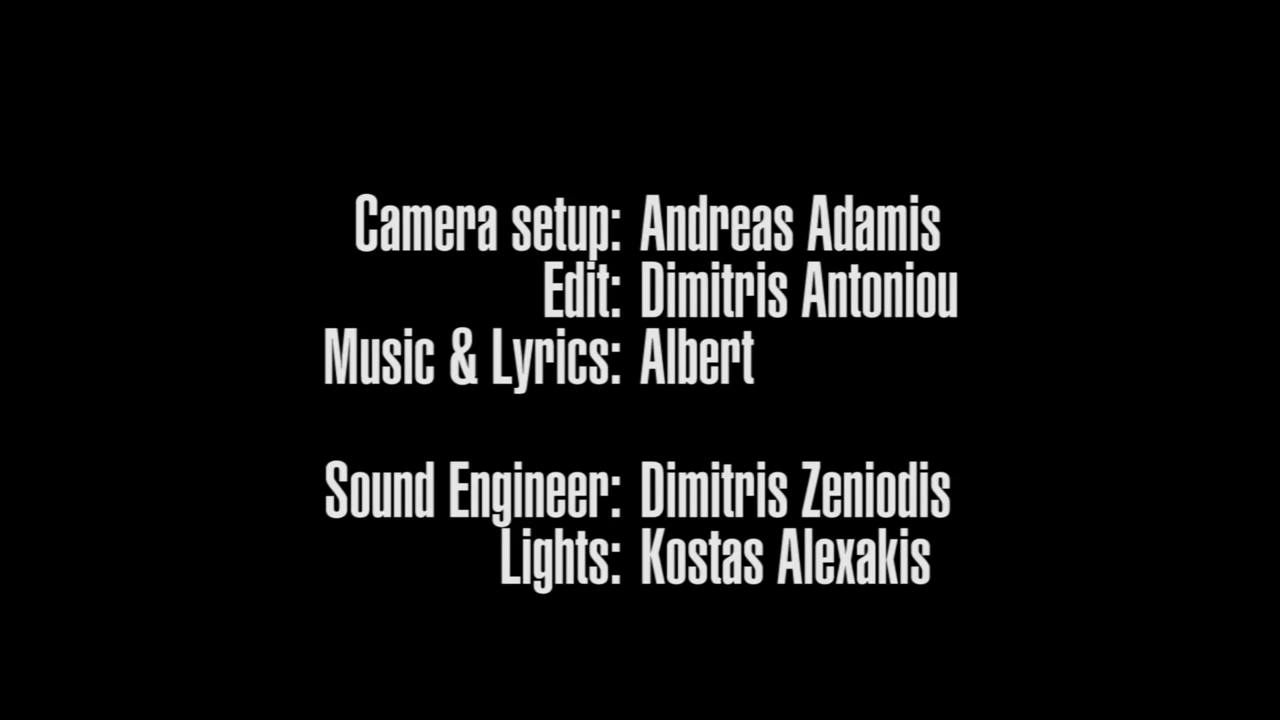 Camera setup: Andreas Adamis
Edit: Dimitris Antoniou
Music & Lyrics: Albert
Sound Engineer: Dimitris Zeniodis
Lights: Kostas Alexakis